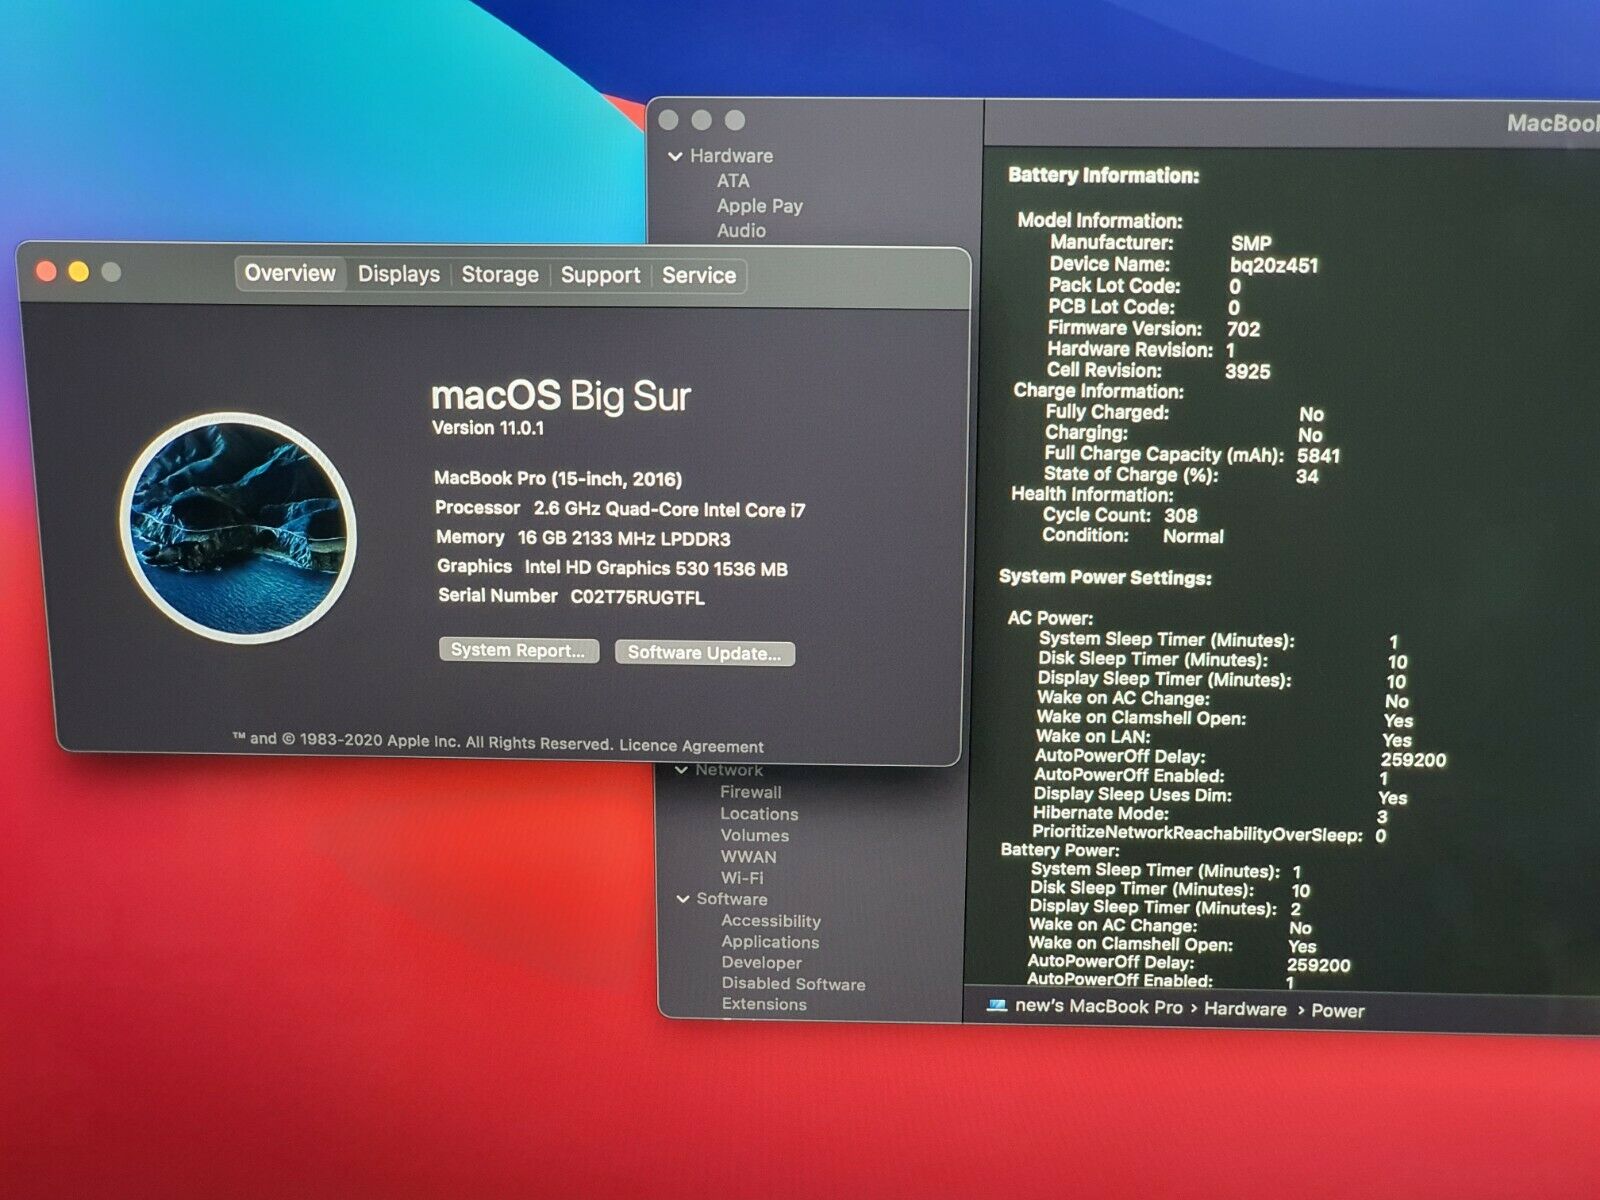 Overview Displays Storage Support Service
macOS Big Sur
Version 11.0.1
MacBook Pro (15-inch, 2016)
Processor 2.6 GHz Quad-Core Intel Core i7
Memory 16 GB 2133 MHz LPDDR3
Graphics Intel HD Graphics 530 1536 MB
Serial Number C02T75RUGTFL
System Report... Software Update...
™ and © 1983-2020 Apple Inc. All Rights Reserved. Licence Agreement
Hardware
ATA
Apple Pay
Audio
Network
Firewall
Locations
Volumes
WWAN
Wi-Fi
Software
Accessibility
Applications
Developer
Disabled Software
Extensions
Battery Information:
Model Information:
Manufacturer: SMP
Device Name: bq20z451
Pack Lot Code: 0
PCB Lot Code: 0
Firmware Version: 702
Hardware Revision: 1
Cell Revision: 3925
Charge Information:
Fully Charged: No
Charging: No
Full Charge Capacity (mAh): 5841
State of Charge (%): 34
Health Information:
Cycle Count: 308
Condition: Normal
System Power Settings:
AC Power:
System Sleep Timer (Minutes): 1
Disk Sleep Timer (Minutes): 10
Display Sleep Timer (Minutes): 10
Wake on AC Change: No
Wake on Clamshell Open: Yes
Wake on LAN: Yes
AutoPowerOff Delay: 259200
AutoPowerOff Enabled: 1
Display Sleep Uses Dim: Yes
Hibernate Mode: 3
PrioritizeNetworkReachabilityOverSleep: 0
Battery Power:
System Sleep Timer (Minutes): 1
Disk Sleep Timer (Minutes): 10
Display Sleep Timer (Minutes): 2
Wake on AC Change: No
Wake on Clamshell Open: Yes
AutoPowerOff Delay: 259200
AutoPowerOff Enabled: 1
new's MacBook Pro › Hardware › Power